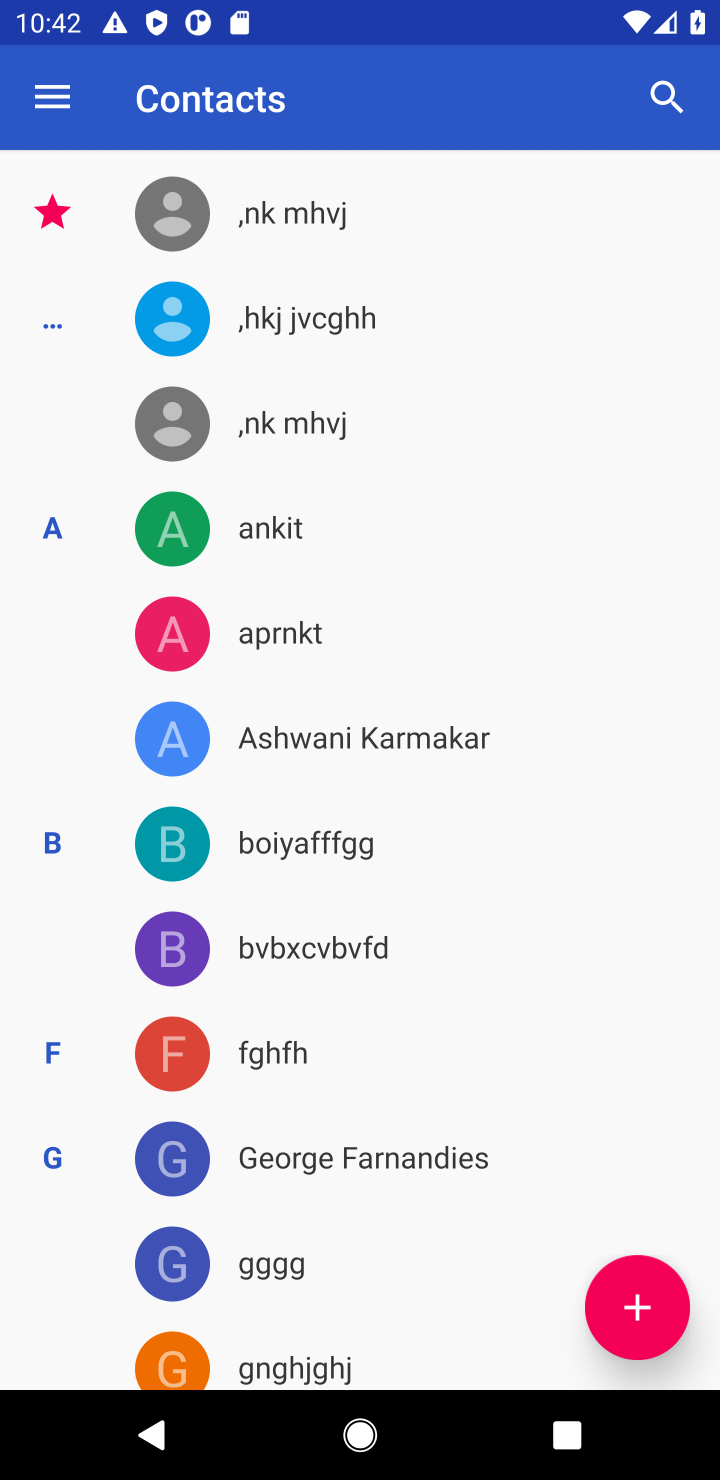 10:42
Contacts
,nk mhvj
... ,hkj jvcghh
,nk mhvj
A A ankit
A aprnkt
A Ashwani Karmakar
B B boiyafffgg
B bvbxcvbvfd
F F fghfh
G G George Farnandies
G gggg
G gnghjghj